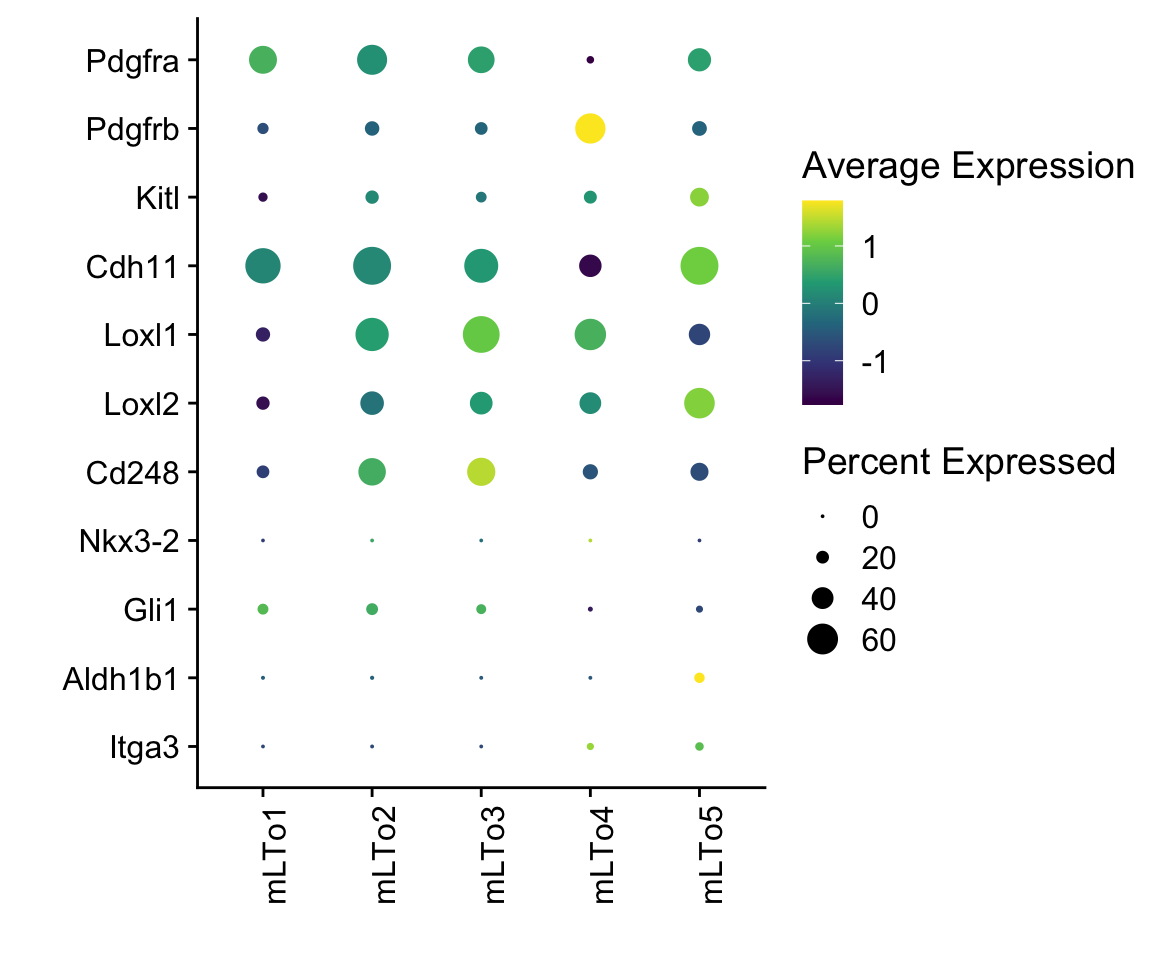 Pdgfra
Pdgfrb
Kitl
Cdh11
Loxl1
Loxl2
Cd248
Nkx3-2
Gli1
Aldh1b1
Itga3
mLTo1
mLTo2
mLTo3
mLTo4
mLTo5
Average Expression
1
0
-1
Percent Expressed
0
20
40
60